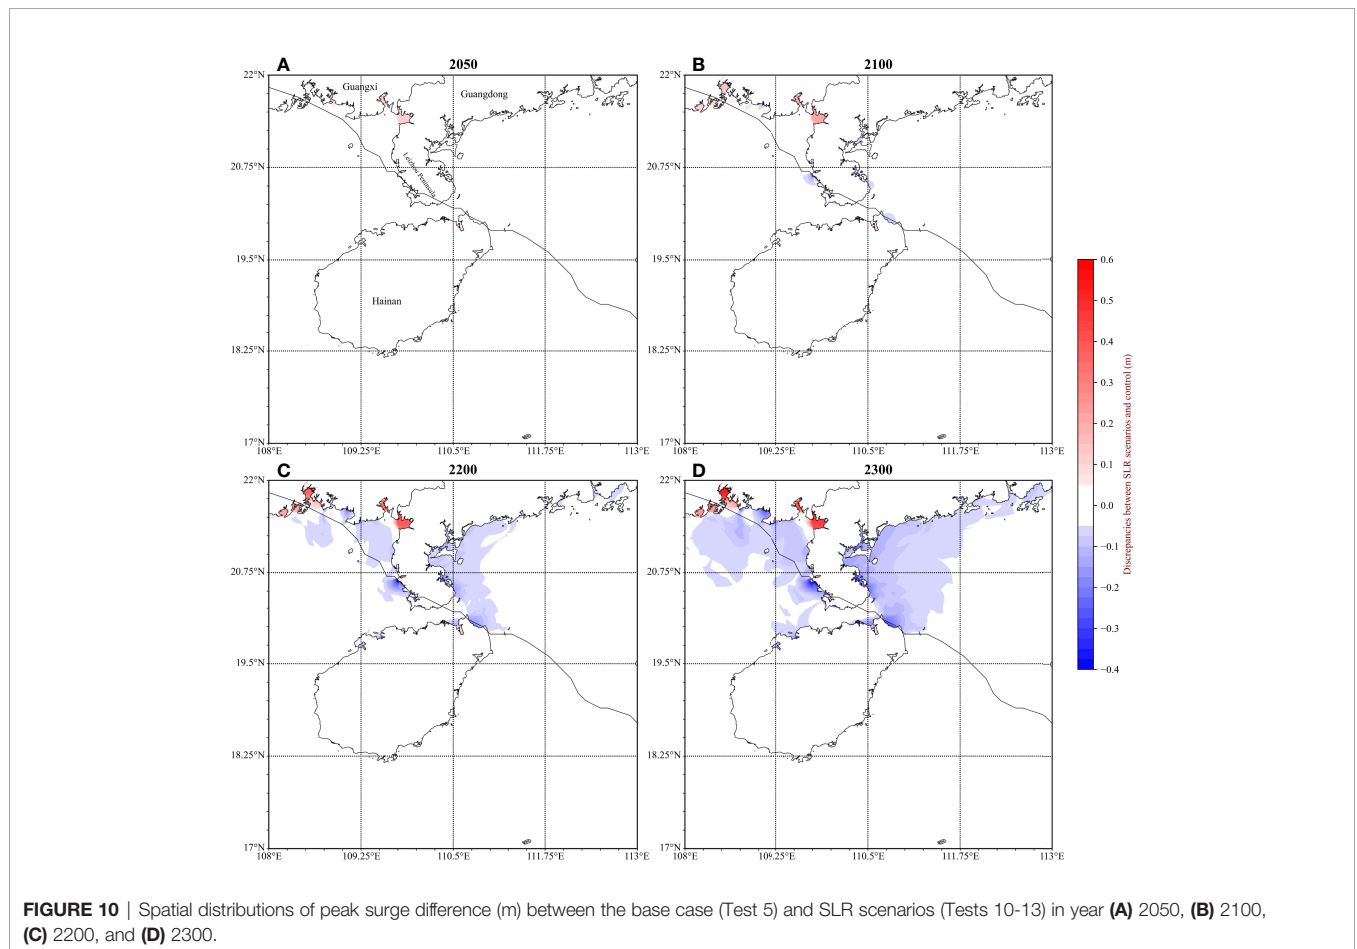 A
2050
B
2100
22°N
Guangxi
Guangdong
22°N
20.75°N
Leizhou Peninsula
20.75°N
19.5°N
19.5°N
Hainan
18.25°N
18.25°N
17°N
17°N
108°E
109.25°E
110.5°E
111.75°E
113°E
108°E
109.25°E
110.5°E
111.75°E
113°E
C
2200
D
2300
22°N
22°N
20.75°N
20.75°N
19.5°N
19.5°N
18.25°N
18.25°N
17°N
17°N
108°E
109.25°E
110.5°E
111.75°E
113°E
108°E
109.25°E
110.5°E
111.75°E
113°E
0.6
0.5
0.4
0.3
0.2
0.1
0.0
−0.1
−0.2
−0.3
−0.4
Discrepancies between SLR scenarios and control (m)
FIGURE 10 | Spatial distributions of peak surge difference (m) between the base case (Test 5) and SLR scenarios (Tests 10-13) in year (A) 2050, (B) 2100,
(C) 2200, and (D) 2300.